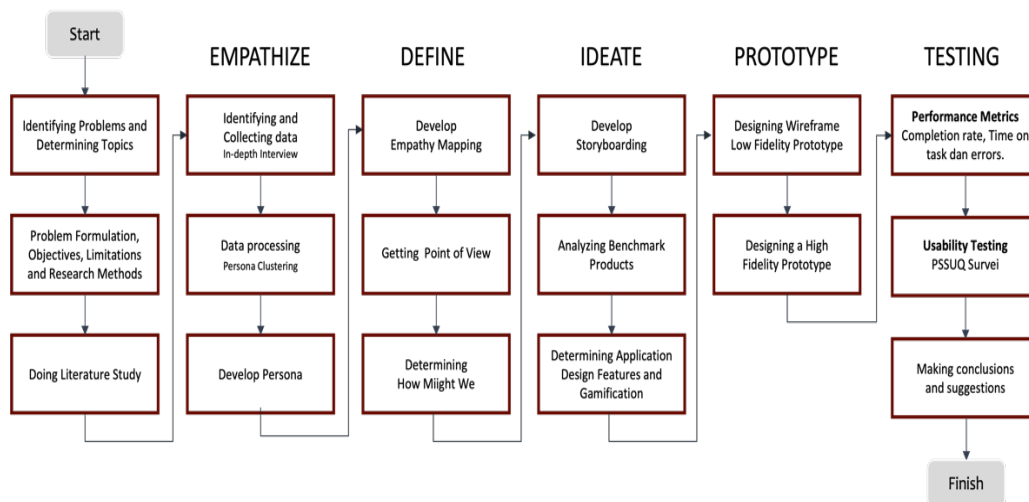 Start
Identifying Problems and
Determining Topics
Problem Formulation,
Objectives, Limitations
and Research Methods
Doing Literature Study
EMPATHIZE
Identifying and
Collecting data
In-depth Interview
Data processing
Persona Clustering
Develop Persona
DEFINE
Develop
Empathy Mapping
Getting Point of View
Determining
How Miight We
IDEATE
Develop
Storyboarding
Analyzing Benchmark
Products
Determining Application
Design Features and
Gamification
PROTOTYPE
Designing Wireframe
Low Fidelity Prototype
Designing a High
Fidelity Prototype
TESTING
Performance Metrics
Completion rate, Time on
task dan errors.
Usability Testing
PSSUQ Survei
Making conclusions
and suggestions
Finish